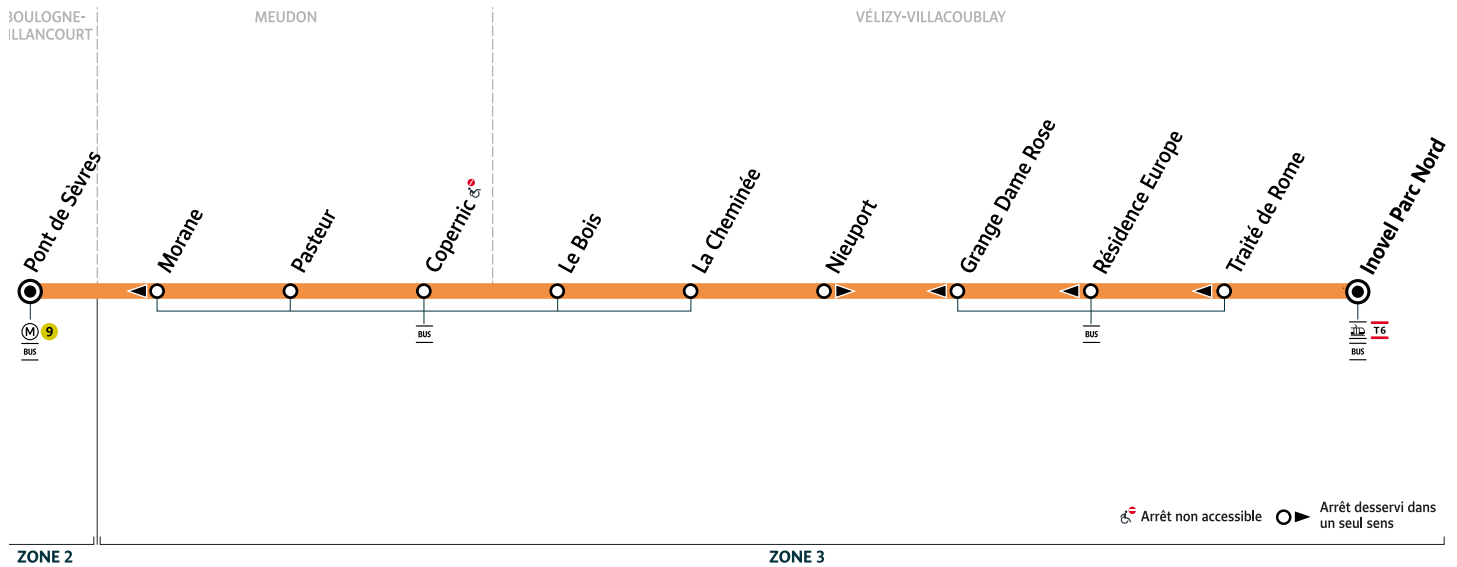 BOULOGNE-
ILLANCOURT
MEUDON
VÉLIZY-VILLACOUBLAY
Pont de Sèvres
Morane
Pasteur
Copernic
Le Bois
La Cheminée
Nieuport
Grange Dame Rose
Résidence Europe
Traité de Rome
Inovel Parc Nord
M 9
BUS
BUS
BUS
T6
BUS
Arrêt non accessible
Arrêt desservi dans
un seul sens
ZONE 2
ZONE 3